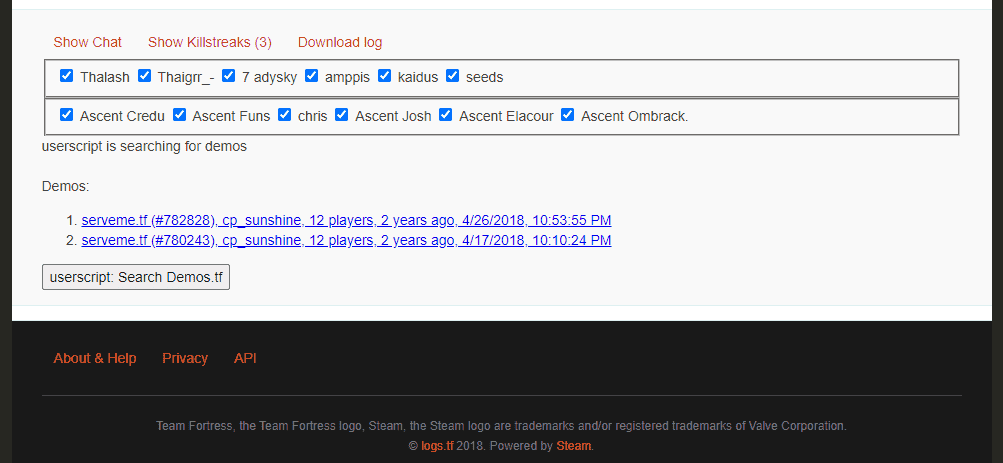 Show Chat Show Killstreaks (3) Download log
Thalash Thaigrr_- 7 adysky amppis kaidus seeds
Ascent Credu Ascent Funs chris Ascent Josh Ascent Elacour Ascent Ombrack.
userscript is searching for demos
Demos:
1. serveme.tf (#782828), cp_sunshine, 12 players, 2 years ago, 4/26/2018, 10:53:55 PM
2. serveme.tf (#780243), cp_sunshine, 12 players, 2 years ago, 4/17/2018, 10:10:24 PM
userscript: Search Demos.tf
About & Help Privacy API
Team Fortress, the Team Fortress logo, Steam, the Steam logo are trademarks and/or registered trademarks of Valve Corporation.
© logs.tf 2018. Powered by Steam.